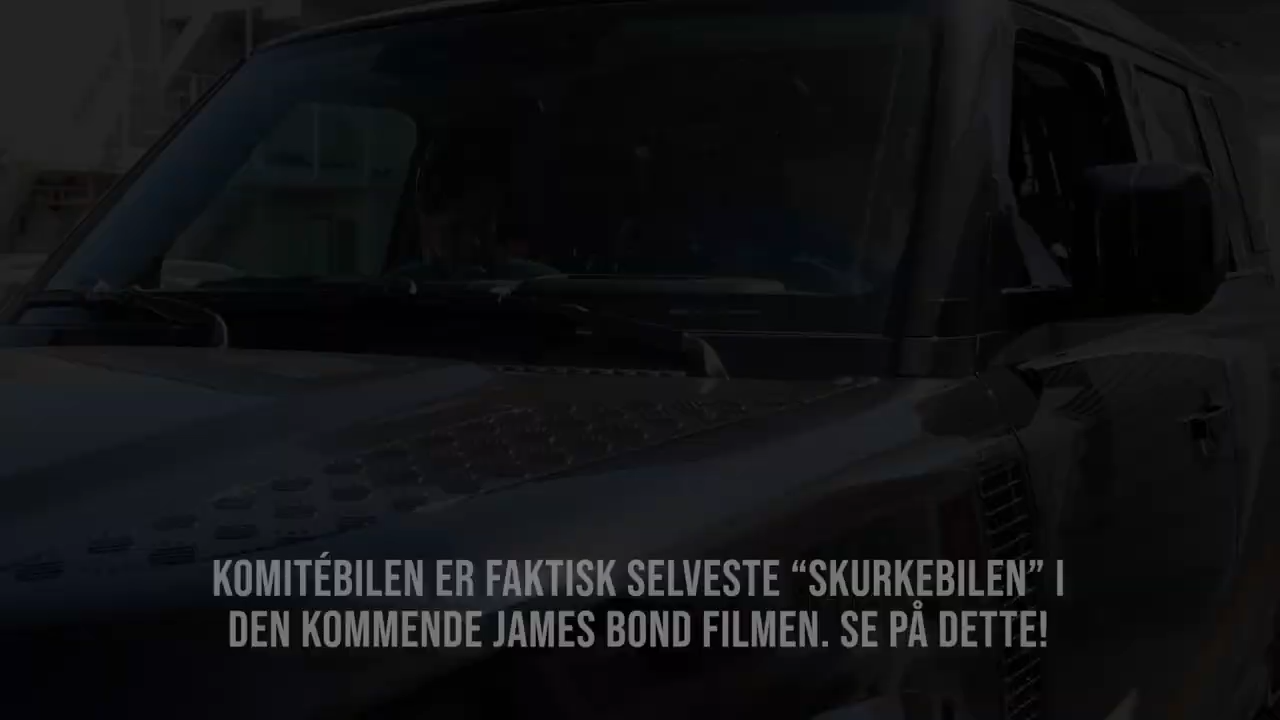 KOMITÉBILEN ER FAKTISK SELVESTE “SKURKEBILEN” I
DEN KOMMENDE JAMES BOND FILMEN. SE PÅ DETTE!